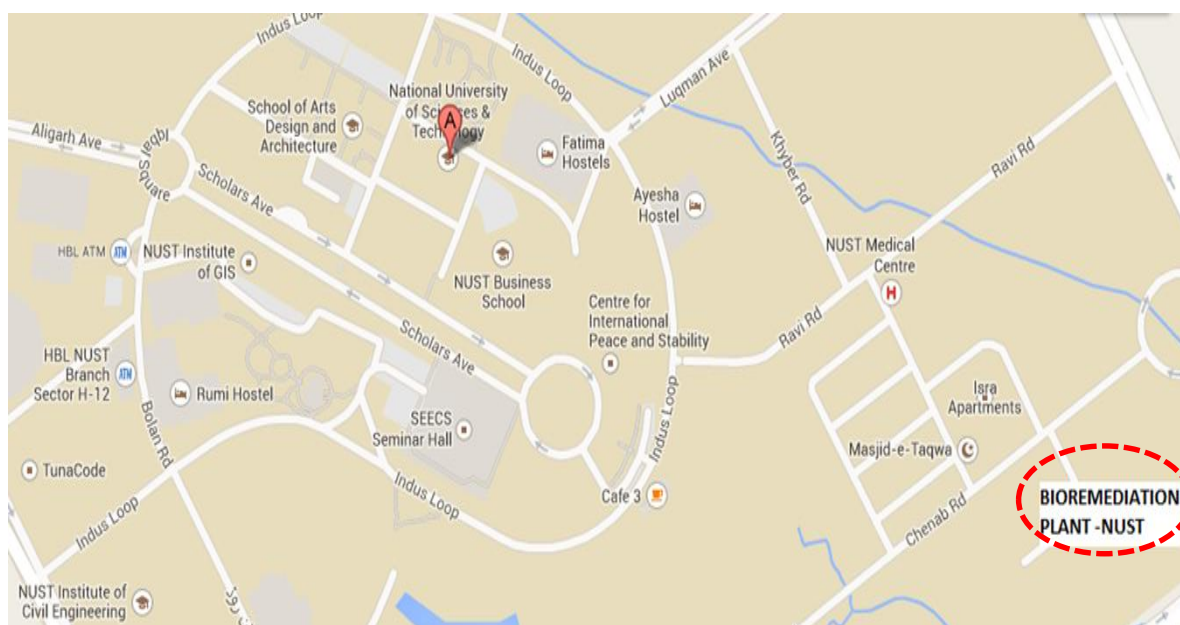 Indus Loop
National University
of Sciences &
Technology
A
School of Arts
Design and
Architecture
Indus Loop
Luqman Ave
Aligarh Ave
Iqbal Square
Fatima
Hostels
Khyber Rd
Ravi Rd
Scholars Ave
Ayesha
Hostel
HBL ATM
ATM
NUST Institute
of GIS
NUST Business
School
NUST Medical
Centre
H
Centre for
International
Peace and Stability
Scholars Ave
Ravi Rd
HBL NUST
Branch
Sector H-12
ATM
Rumi Hostel
Indus Loop
Isra
Apartments
SEECS
Seminar Hall
Bolan Rd
Masjid-e-Taqwa
TunaCode
Cafe 3
Indus Loop
Indus Loop
Chenab Rd
BIOREMEDIATION
PLANT -NUST
NUST Institute of
Civil Engineering